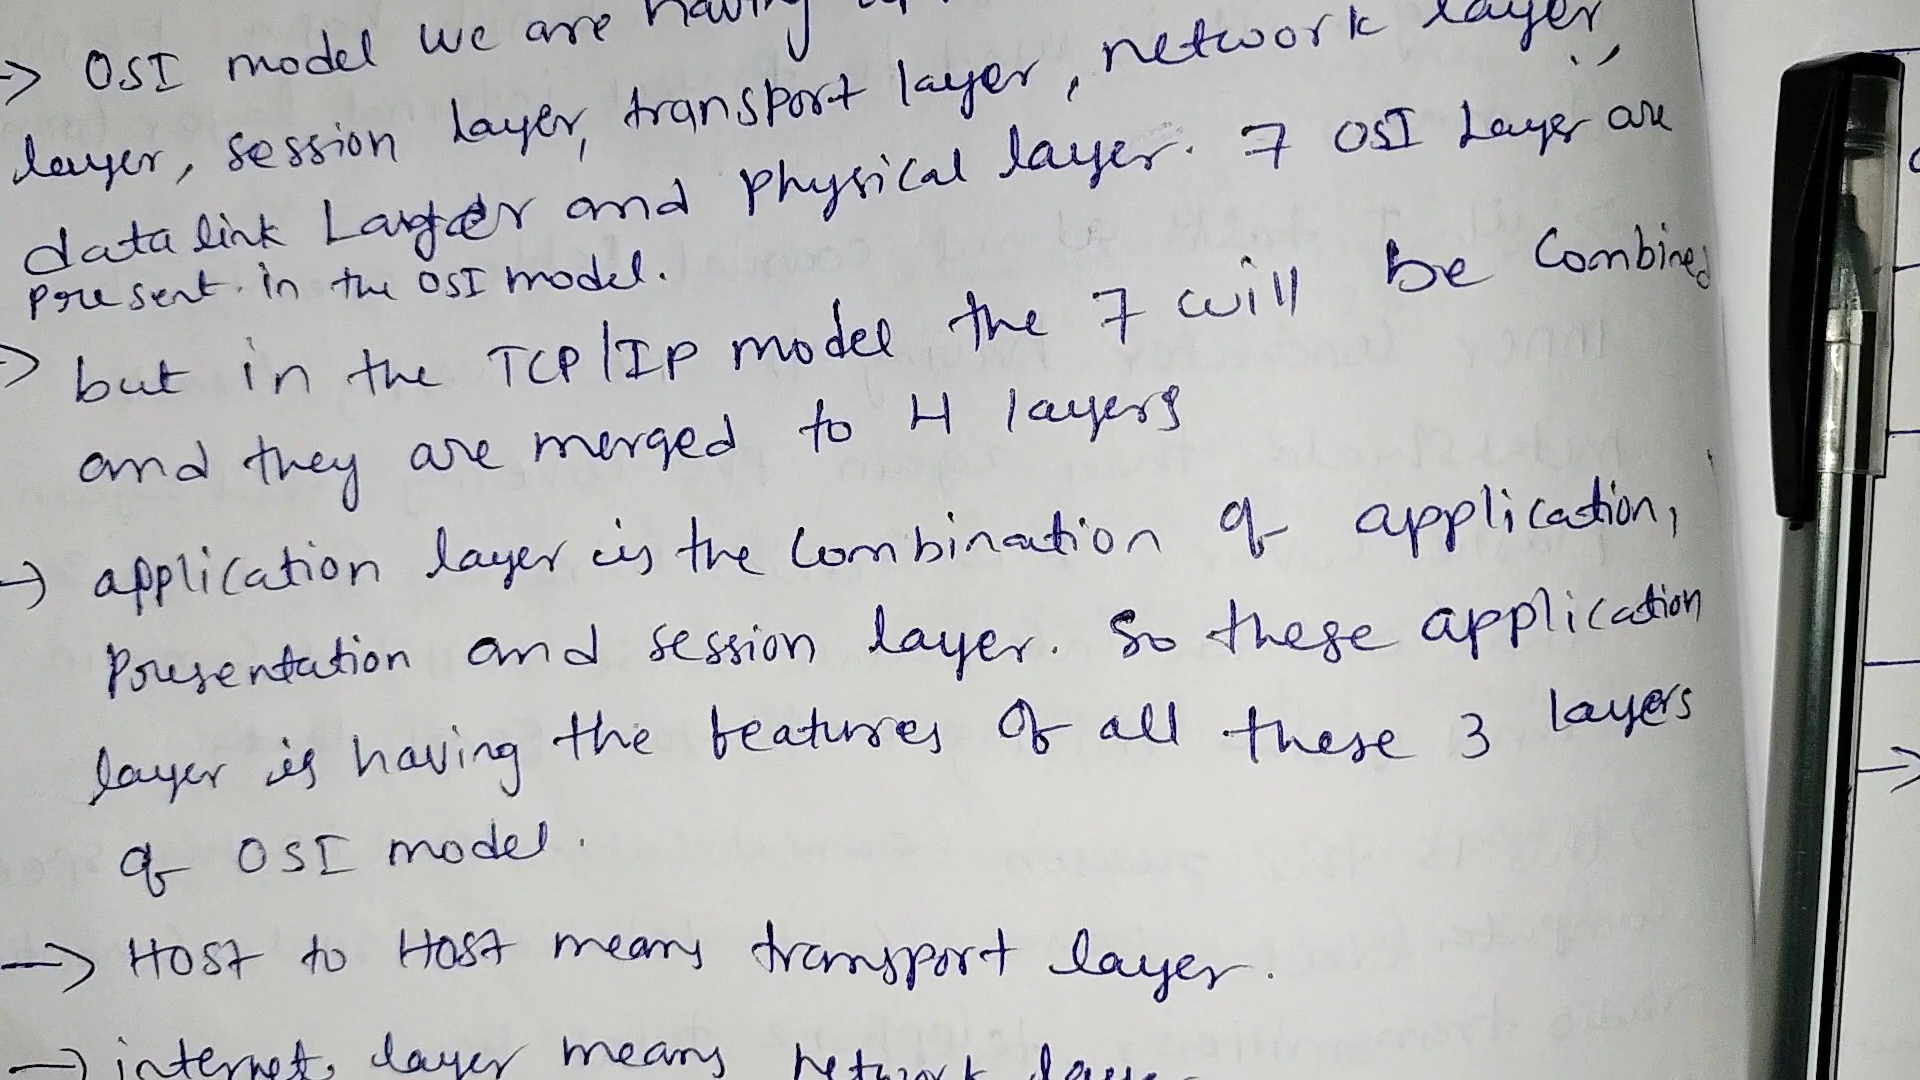 -> OSI model we are having
layer, session layer, transport layer, network layer,
data link Layer and physical layer. 7 OSI Layer are
present in the OSI model.
-> but in the TCP/IP model the 7 will be Combined
and they are merged to 4 layers
-> application layer is the combination of application,
Presentation and session layer. So these application
layer is having the features of all these 3 layers
of OSI model.
-> HOST to HOST means transport layer.
-> internet layer means network